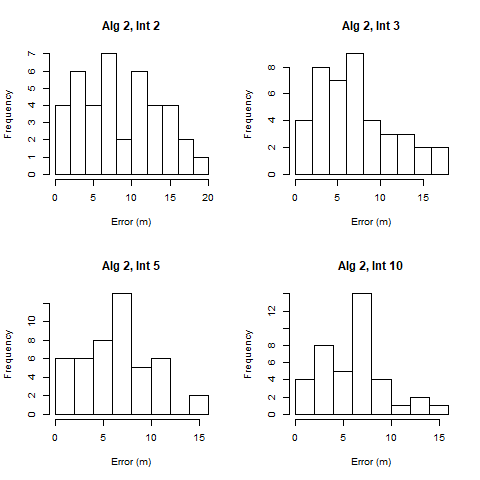 Alg 2, Int 2
Frequency
0 1 2 3 4 5 6 7
0 5 10 15 20
Error (m)
Alg 2, Int 3
Frequency
0 2 4 6 8
0 5 10 15
Error (m)
Alg 2, Int 5
Frequency
0 2 4 6 8 10
0 5 10 15
Error (m)
Alg 2, Int 10
Frequency
0 2 4 6 8 12
0 5 10 15
Error (m)